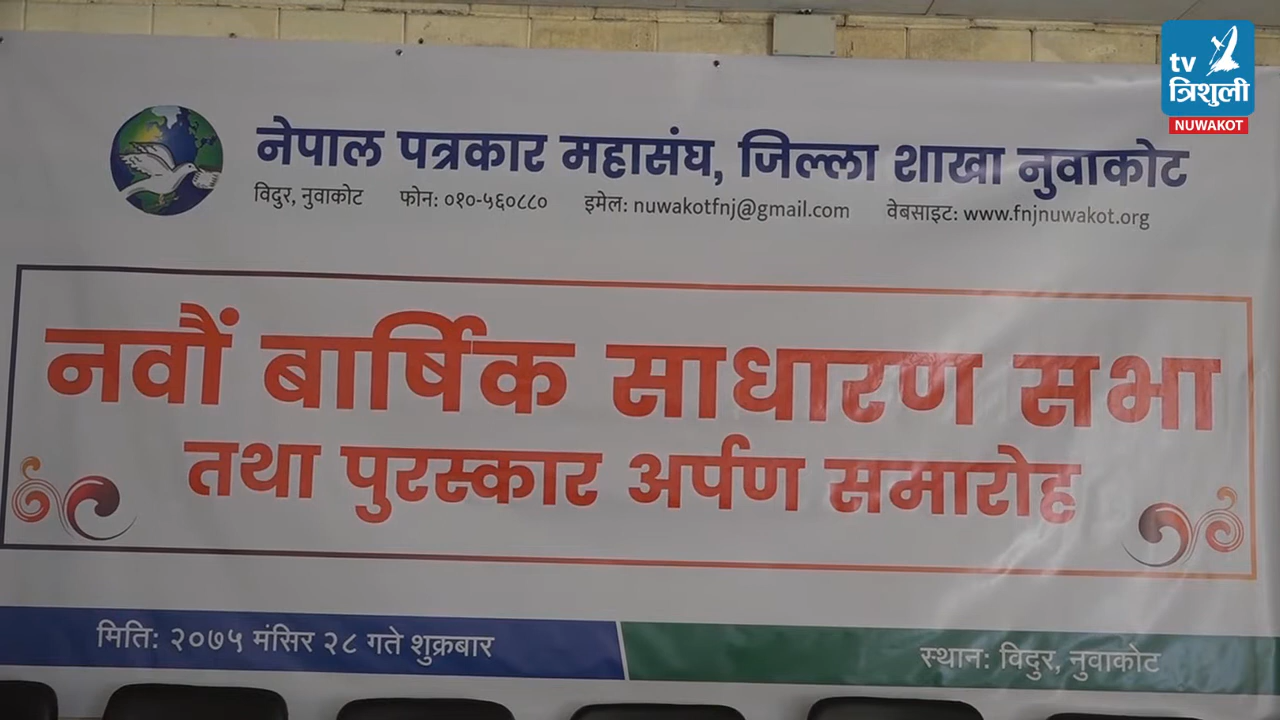 tv
त्रिशुली
NUWAKOT
नेपाल पत्रकार महासंघ, जिल्ला शाखा नुवाकोट
विदुर, नुवाकोट फोन: ०१०-५६०८८० इमेल: nuwakotfnj@gmail.com वेबसाइट: www.fnjnuwakot.org
नवौं बार्षिक साधारण सभा
तथा पुरस्कार अर्पण समारोह
मिति: २०७५ मंसिर २८ गते शुक्रबार
स्थान: विदुर, नुवाकोट